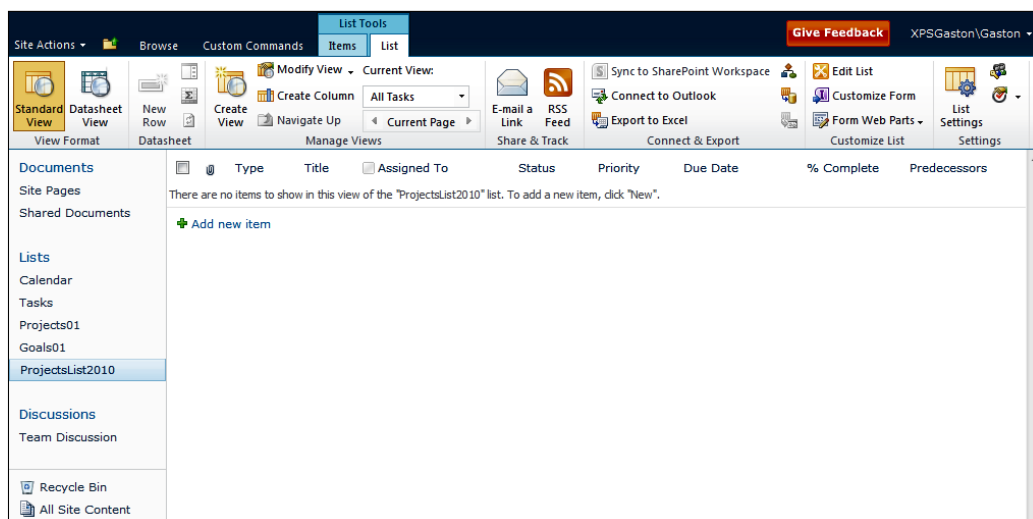 List Tools
Site Actions Browse Custom Commands Items List Give Feedback XPSGaston\Gaston
Standard View
Datasheet View
View Format
New Row
Datasheet
Create View
Modify View
Create Column
Navigate Up
Current View:
All Tasks
Current Page
Manage Views
E-mail a Link
RSS Feed
Share & Track
Sync to SharePoint Workspace
Connect to Outlook
Export to Excel
Connect & Export
Edit List
Customize Form
Form Web Parts
Customize List
List Settings
Settings
Documents
Site Pages
Shared Documents
Lists
Calendar
Tasks
Projects01
Goals01
ProjectsList2010
Discussions
Team Discussion
Recycle Bin
All Site Content
Type Title Assigned To Status Priority Due Date % Complete Predecessors
There are no items to show in this view of the "ProjectsList2010" list. To add a new item, click "New".
Add new item